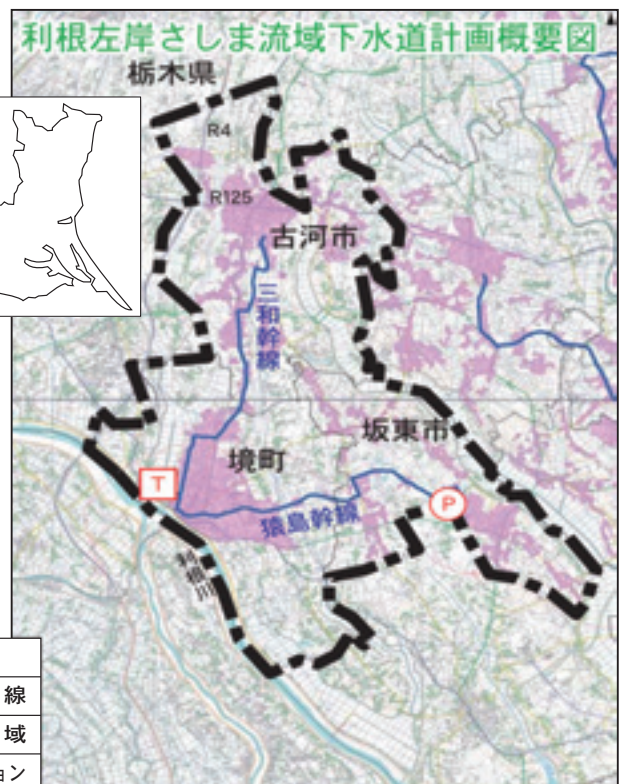 利根左岸さしま流域下水道計画概要図
栃木県
R4
R125
古河市
三和幹線
坂東市
境町
T
P
猿島幹線
利根川
線
域
ョン